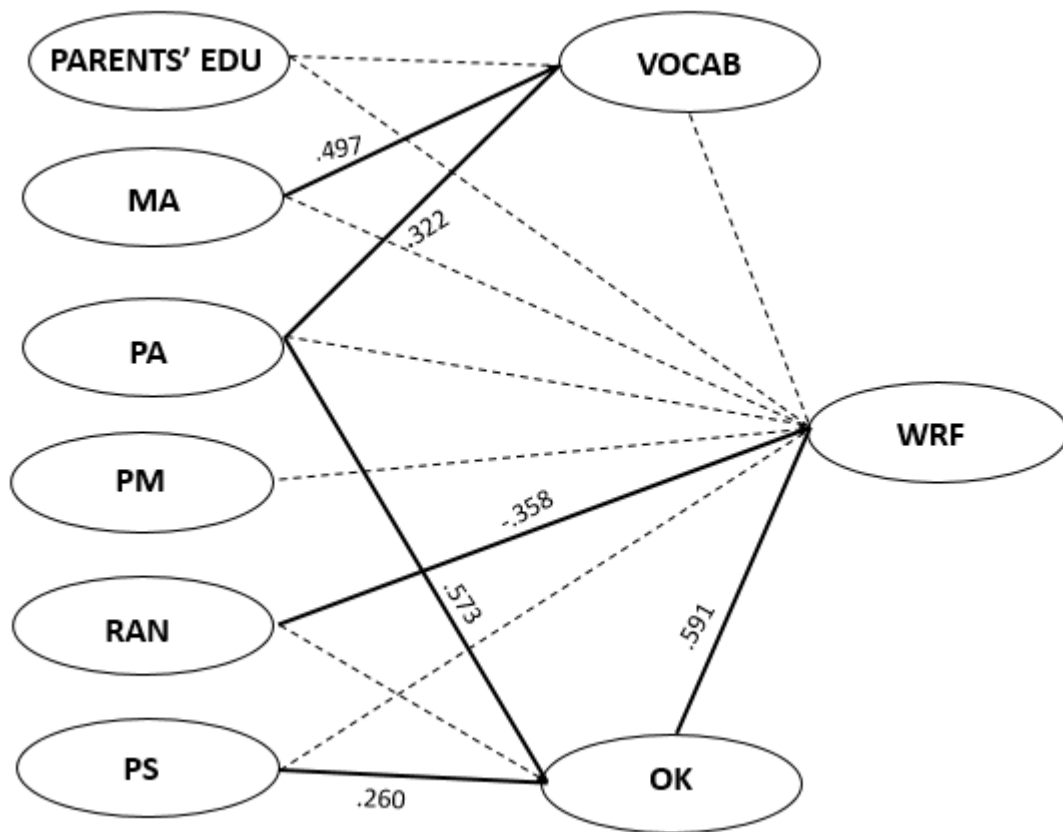 PARENTS' EDU
VOCAB
.497
MA
.322
PA
PM
WRF
-.358
.573
RAN
.591
PS
.260
OK